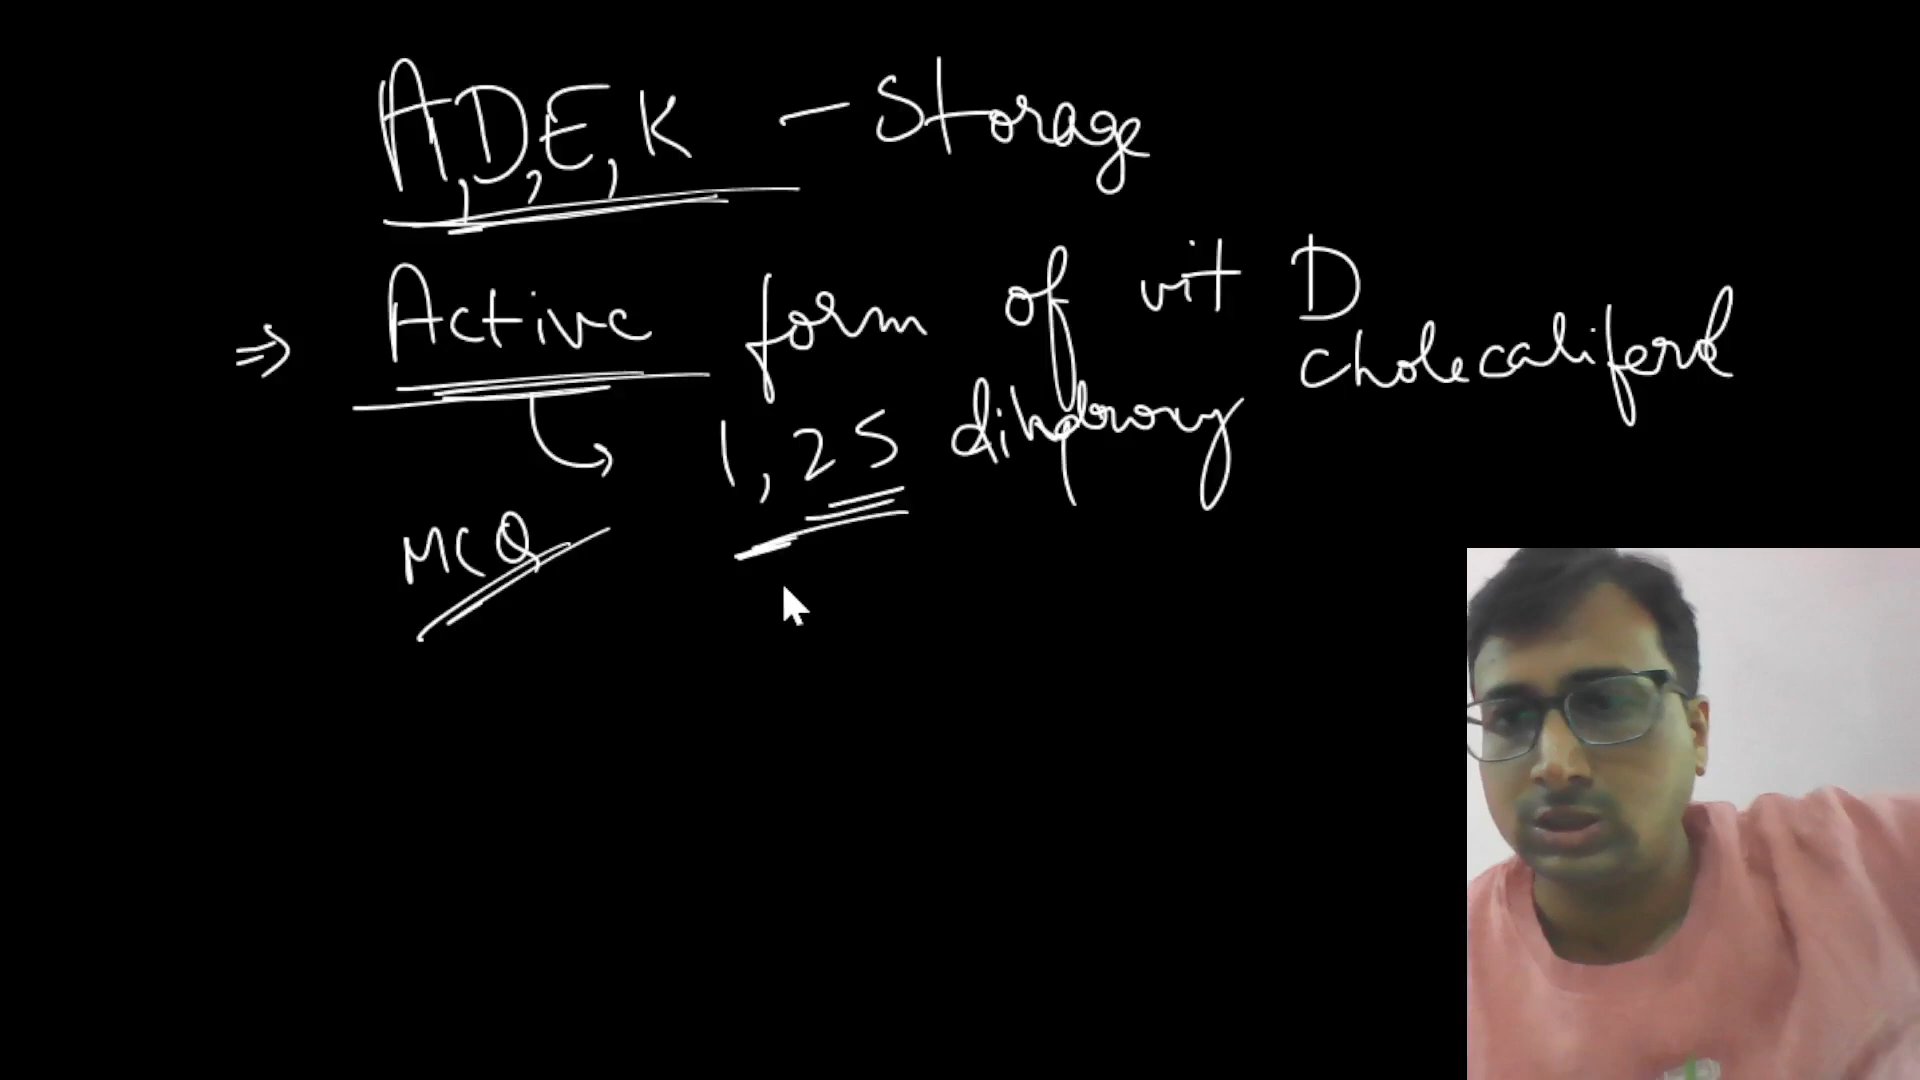 A, D, E, K - Storage
⇒ Active form of vit D
1, 25 dihydroxy cholecaliferol
MCQ